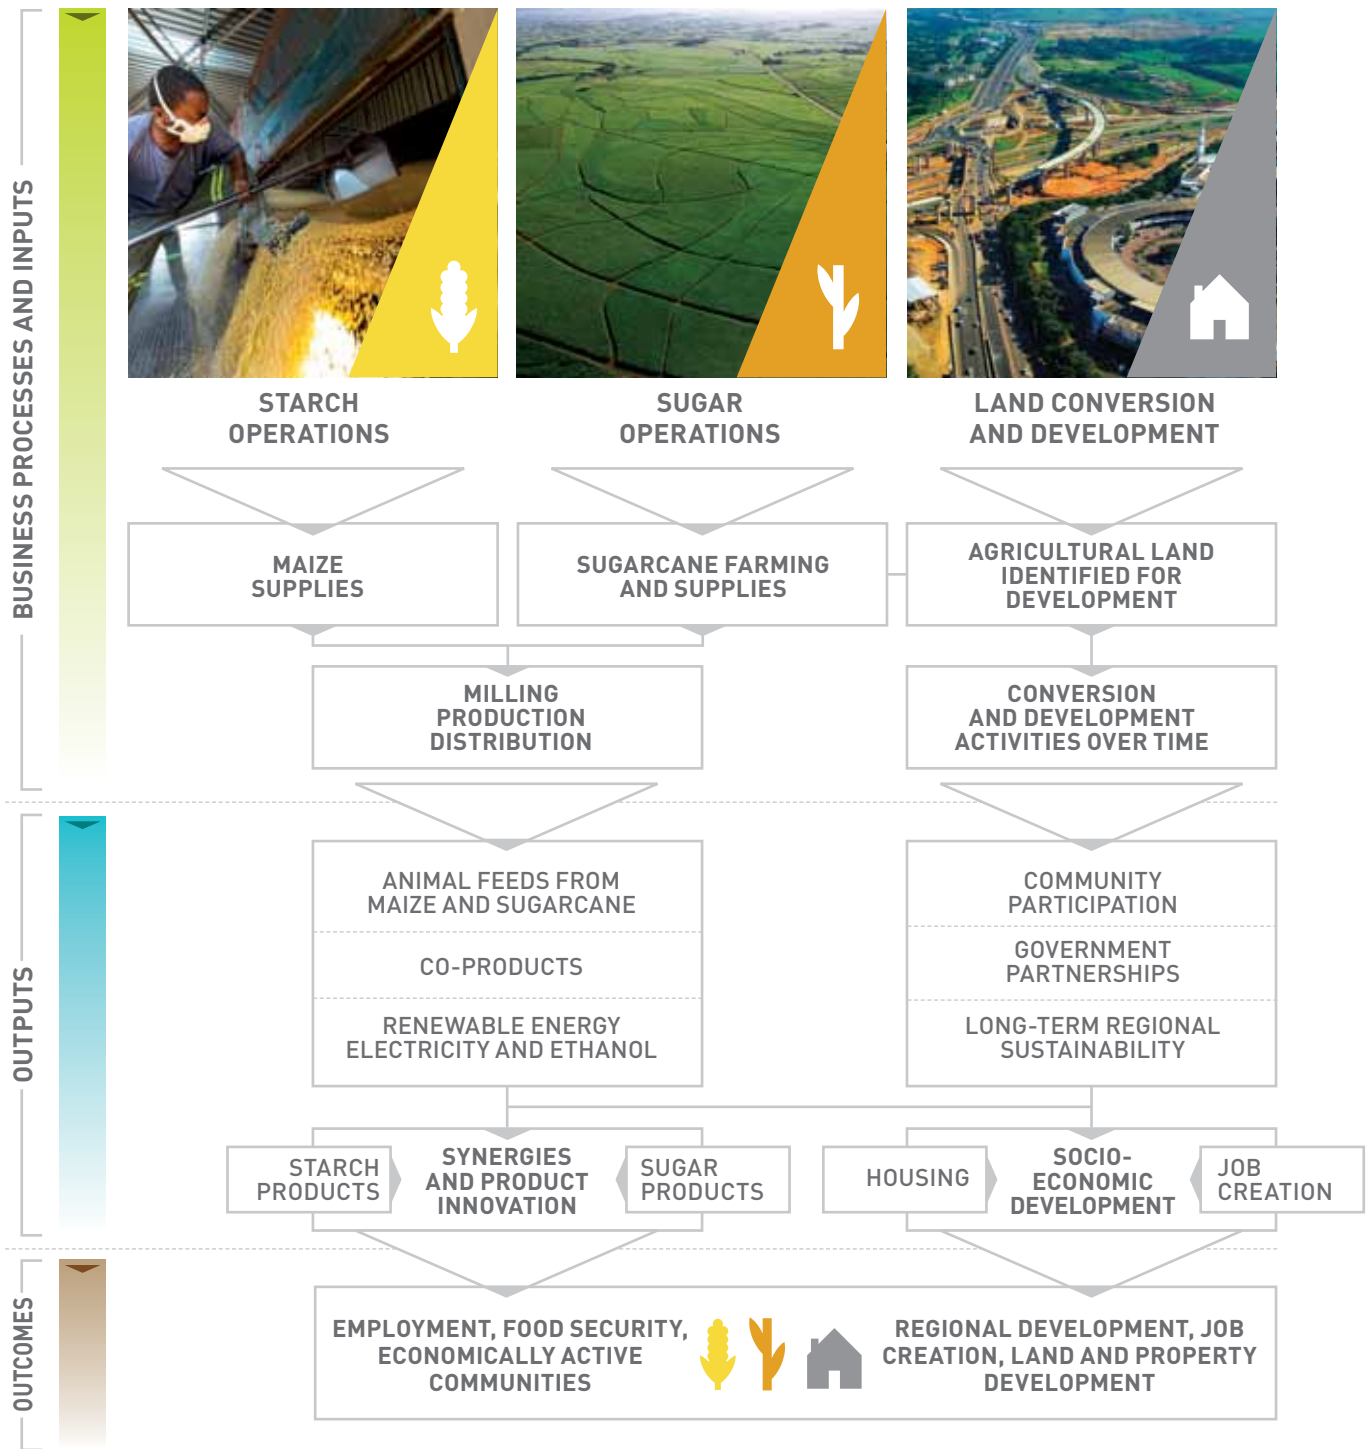 BUSINESS PROCESSES AND INPUTS
STARCH
OPERATIONS
SUGAR
OPERATIONS
LAND CONVERSION
AND DEVELOPMENT
MAIZE
SUPPLIES
SUGARCANE FARMING
AND SUPPLIES
AGRICULTURAL LAND
IDENTIFIED FOR
DEVELOPMENT
MILLING
PRODUCTION
DISTRIBUTION
CONVERSION
AND DEVELOPMENT
ACTIVITIES OVER TIME
OUTPUTS
ANIMAL FEEDS FROM
MAIZE AND SUGARCANE
CO-PRODUCTS
RENEWABLE ENERGY
ELECTRICITY AND ETHANOL
COMMUNITY
PARTICIPATION
GOVERNMENT
PARTNERSHIPS
LONG-TERM REGIONAL
SUSTAINABILITY
STARCH
PRODUCTS
SYNERGIES
AND PRODUCT
INNOVATION
SUGAR
PRODUCTS
HOUSING
SOCIO-
ECONOMIC
DEVELOPMENT
JOB
CREATION
OUTCOMES
EMPLOYMENT, FOOD SECURITY,
ECONOMICALLY ACTIVE
COMMUNITIES
REGIONAL DEVELOPMENT, JOB
CREATION, LAND AND PROPERTY
DEVELOPMENT